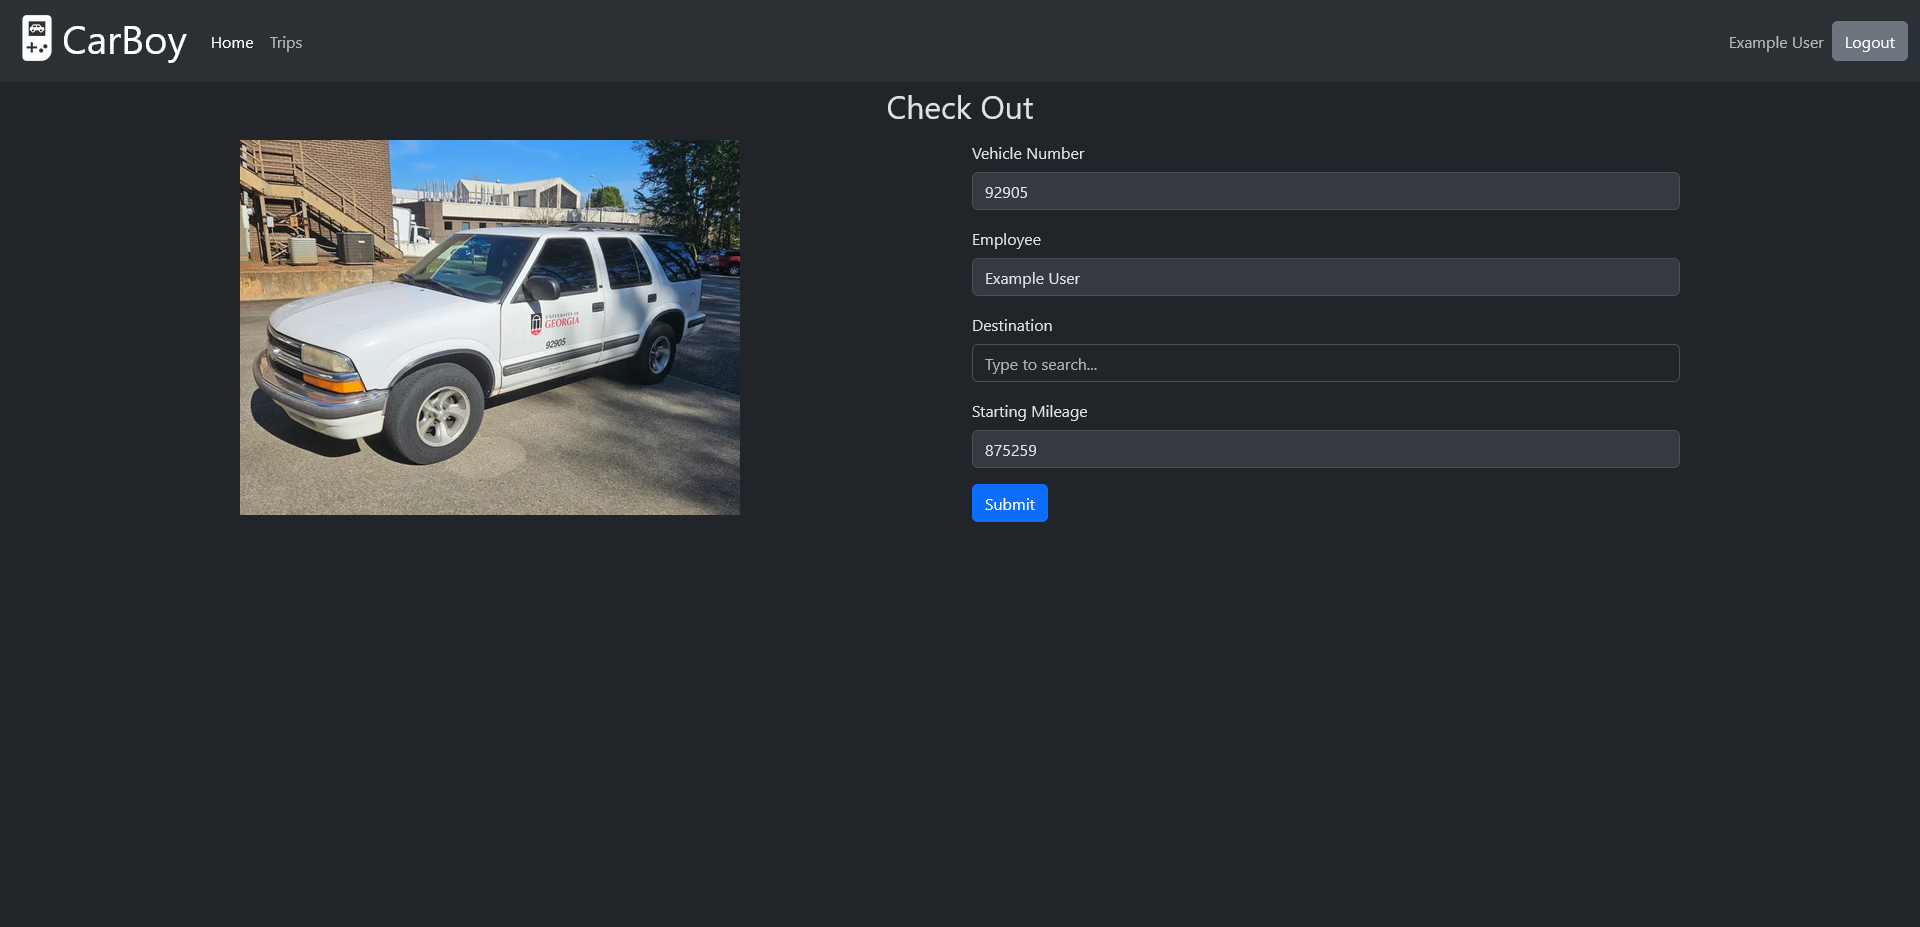 CarBoy
Home
Trips
Example User
Logout
Check Out
UNIVERSITY OF
GEORGIA
92905
Vehicle Number
92905
Employee
Example User
Destination
Type to search...
Starting Mileage
875259
Submit